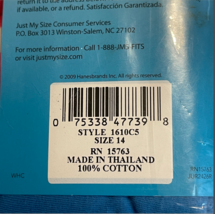 if available, or a refund. Satisfacción Garantizada.
Just My Size Consumer Services
P.O. Box 3013 Winston-Salem, NC 27102
For more information - Call 1-888-JMS FITS
or visit justmysize.com
© 2009 Hanesbrands Inc. All rights reserved.
0 75338 47739 8
STYLE 1610C5
SIZE 14
RN 15763
MADE IN THAILAND
100% COTTON